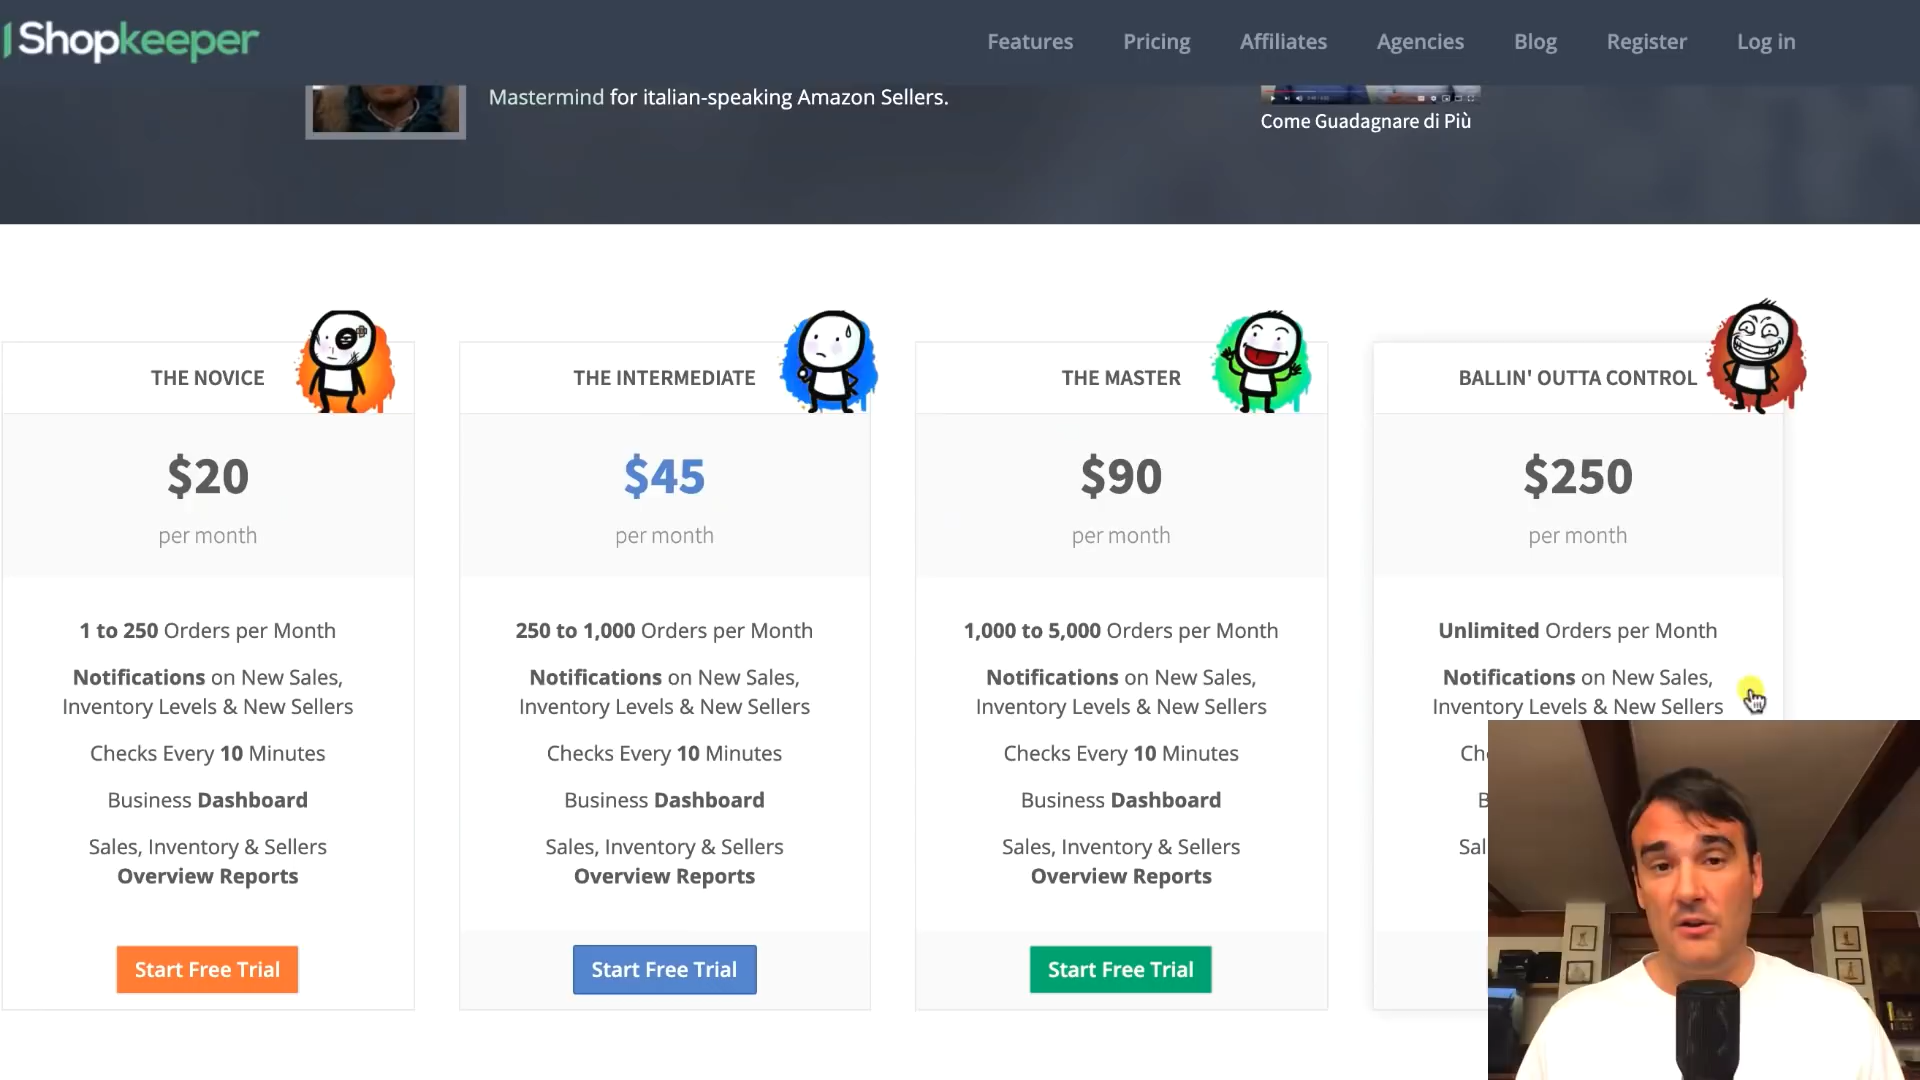 Shopkeeper
Features Pricing Affiliates Agencies Blog Register Log in
Mastermind for italian-speaking Amazon Sellers.
Come Guadagnare di Più
THE NOVICE
$20
per month
1 to 250 Orders per Month
Notifications on New Sales,
Inventory Levels & New Sellers
Checks Every 10 Minutes
Business Dashboard
Sales, Inventory & Sellers
Overview Reports
Start Free Trial
THE INTERMEDIATE
$45
per month
250 to 1,000 Orders per Month
Notifications on New Sales,
Inventory Levels & New Sellers
Checks Every 10 Minutes
Business Dashboard
Sales, Inventory & Sellers
Overview Reports
Start Free Trial
THE MASTER
$90
per month
1,000 to 5,000 Orders per Month
Notifications on New Sales,
Inventory Levels & New Sellers
Checks Every 10 Minutes
Business Dashboard
Sales, Inventory & Sellers
Overview Reports
Start Free Trial
BALLIN' OUTTA CONTROL
$250
per month
Unlimited Orders per Month
Notifications on New Sales,
Inventory Levels & New Sellers